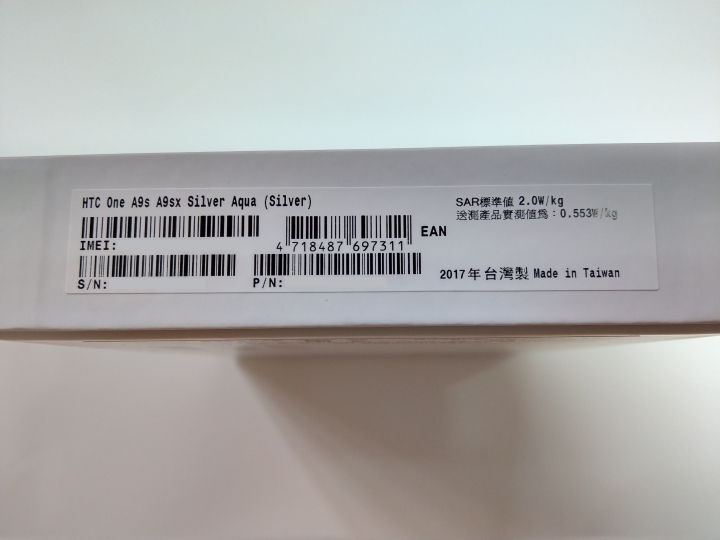 HTC One A9s A9sx Silver Aqua (Silver)
IMEI:
4 718487 697311
EAN
S/N:
P/N:
SAR標準值 2.0W/kg
送測產品實測值為：0.553W/kg
2017年台灣製 Made in Taiwan